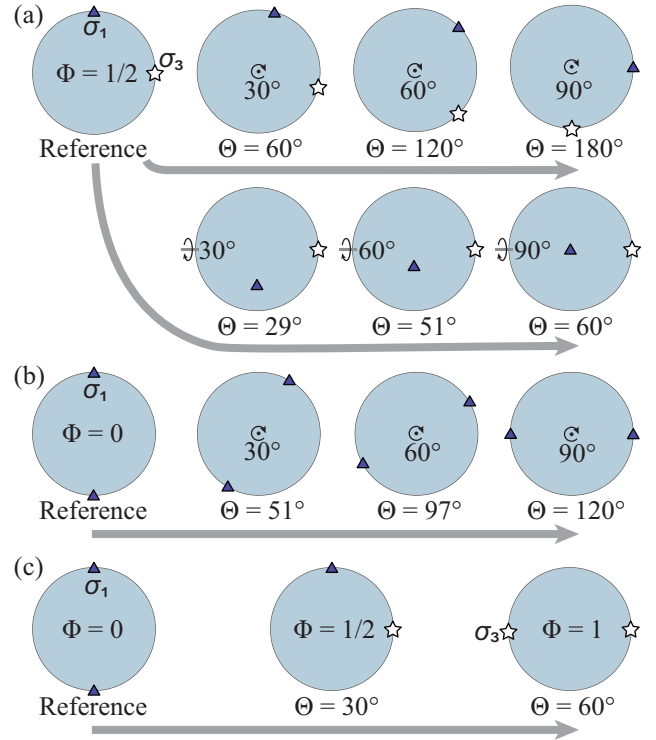 (a)
σ₁
σ₃
Φ = 1/2
30°
60°
90°
Reference
Θ = 60°
Θ = 120°
Θ = 180°
30°
60°
90°
Θ = 29°
Θ = 51°
Θ = 60°
(b)
σ₁
Φ = 0
30°
60°
90°
Reference
Θ = 51°
Θ = 97°
Θ = 120°
(c)
σ₁
Φ = 0
Φ = 1/2
σ₃
Φ = 1
Reference
Θ = 30°
Θ = 60°